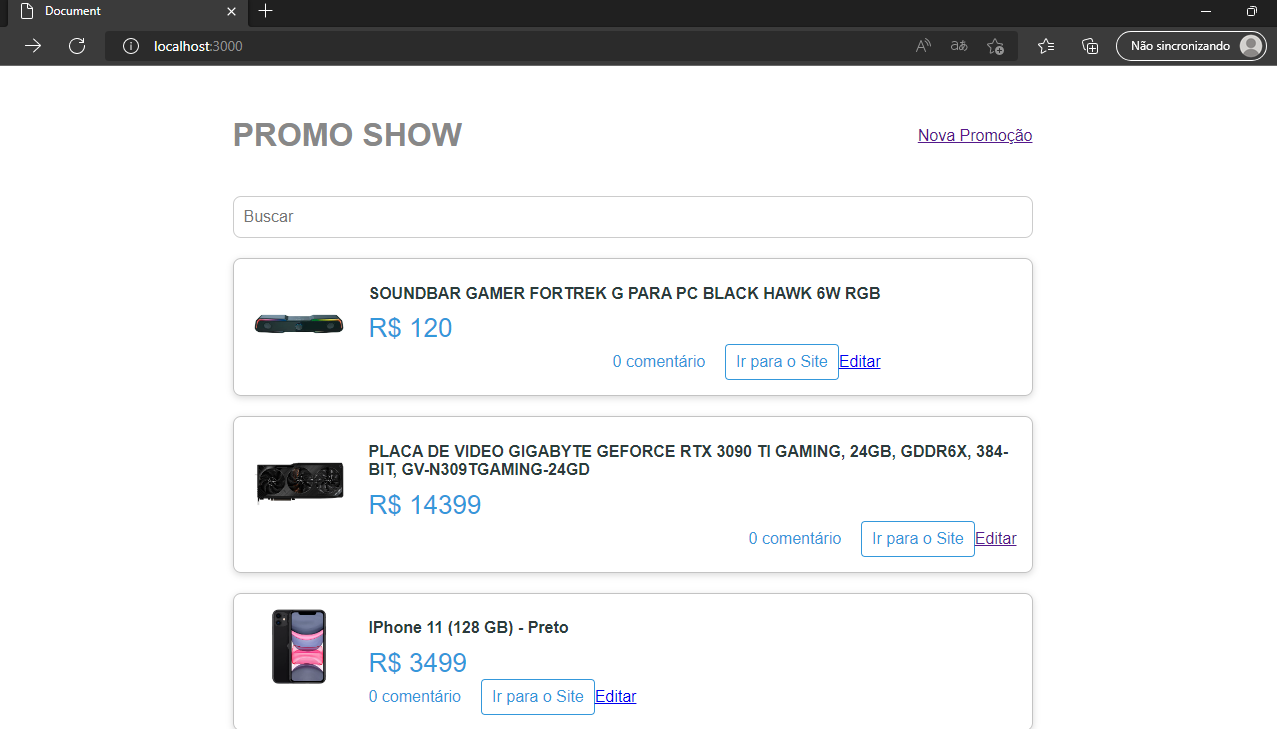 Document
localhost:3000
Não sincronizando
PROMO SHOW
Nova Promoção
Buscar
SOUNDBAR GAMER FORTREK G PARA PC BLACK HAWK 6W RGB
R$ 120
0 comentário Ir para o Site Editar
PLACA DE VIDEO GIGABYTE GEFORCE RTX 3090 TI GAMING, 24GB, GDDR6X, 384-
BIT, GV-N309TGAMING-24GD
R$ 14399
0 comentário Ir para o Site Editar
IPhone 11 (128 GB) - Preto
R$ 3499
0 comentário Ir para o Site Editar